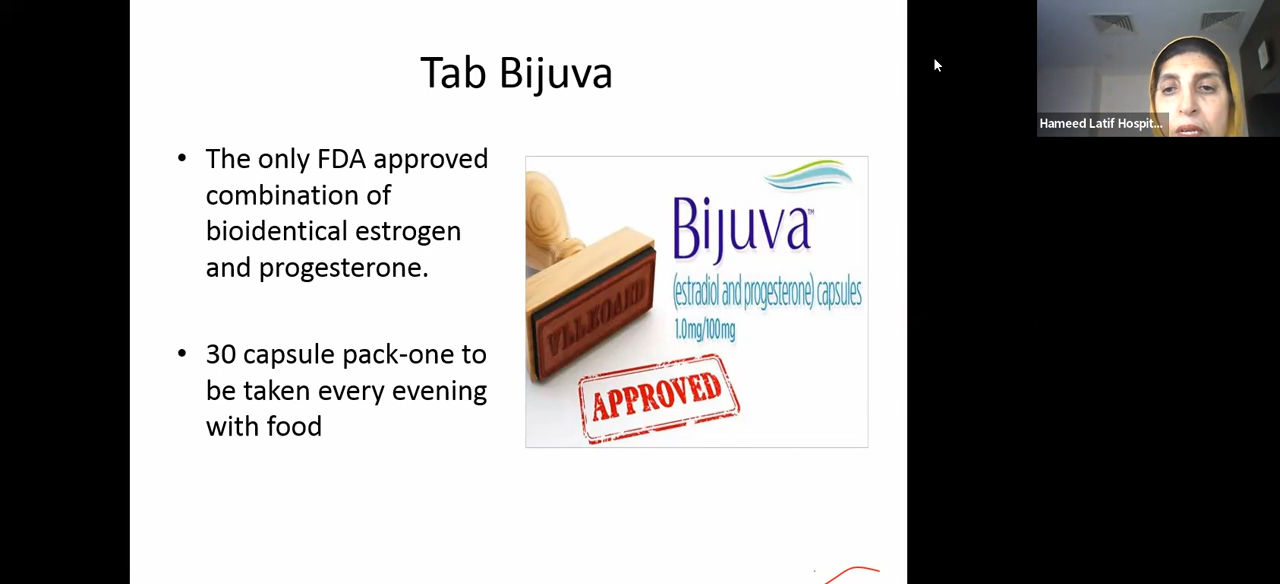 Tab Bijuva
• The only FDA approved
combination of
bioidentical estrogen
and progesterone.
• 30 capsule pack-one to
be taken every evening
with food
Bijuva™
(estradiol and progesterone) capsules
1.0mg/100mg
APPROVED
Hameed Latif Hospit...